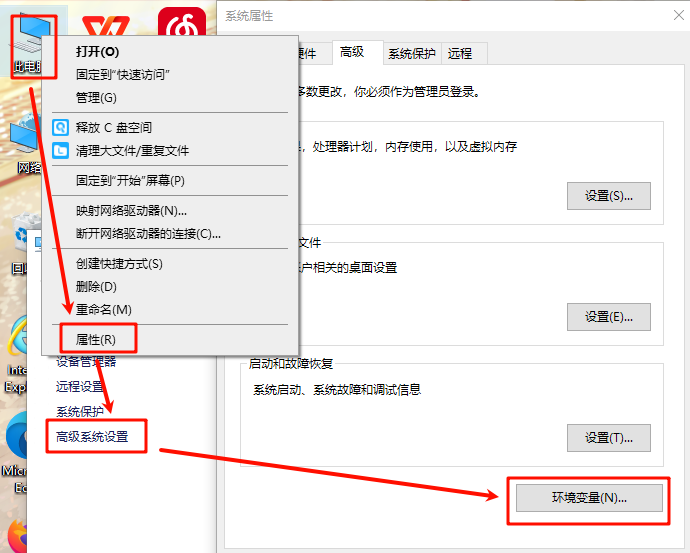 此电脑
网络
打开(O)
固定到"快速访问"
管理(G)
释放 C 盘空间
清理大文件/重复文件
固定到"开始"屏幕(P)
映射网络驱动器(N)...
断开网络驱动器的连接(C)...
创建快捷方式(S)
删除(D)
重命名(M)
属性(R)
设备管理器
远程设置
系统保护
高级系统设置
系统属性
硬件
高级
系统保护
远程
多数更改，你必须作为管理员登录。
，处理器计划，内存使用，以及虚拟内存
设置(S)...
文件
账户相关的桌面设置
设置(E)...
启动和故障恢复
系统启动、系统故障和调试信息
设置(T)...
环境变量(N)...